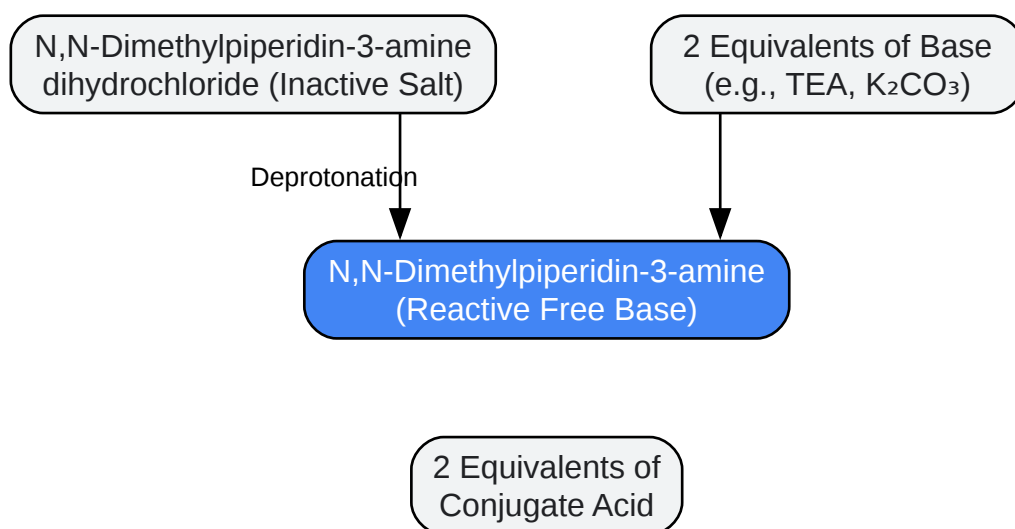 N,N-Dimethylpiperidin-3-amine
dihydrochloride (Inactive Salt)
2 Equivalents of Base
(e.g., TEA, K₂CO₃)
Deprotonation
N,N-Dimethylpiperidin-3-amine
(Reactive Free Base)
2 Equivalents of
Conjugate Acid